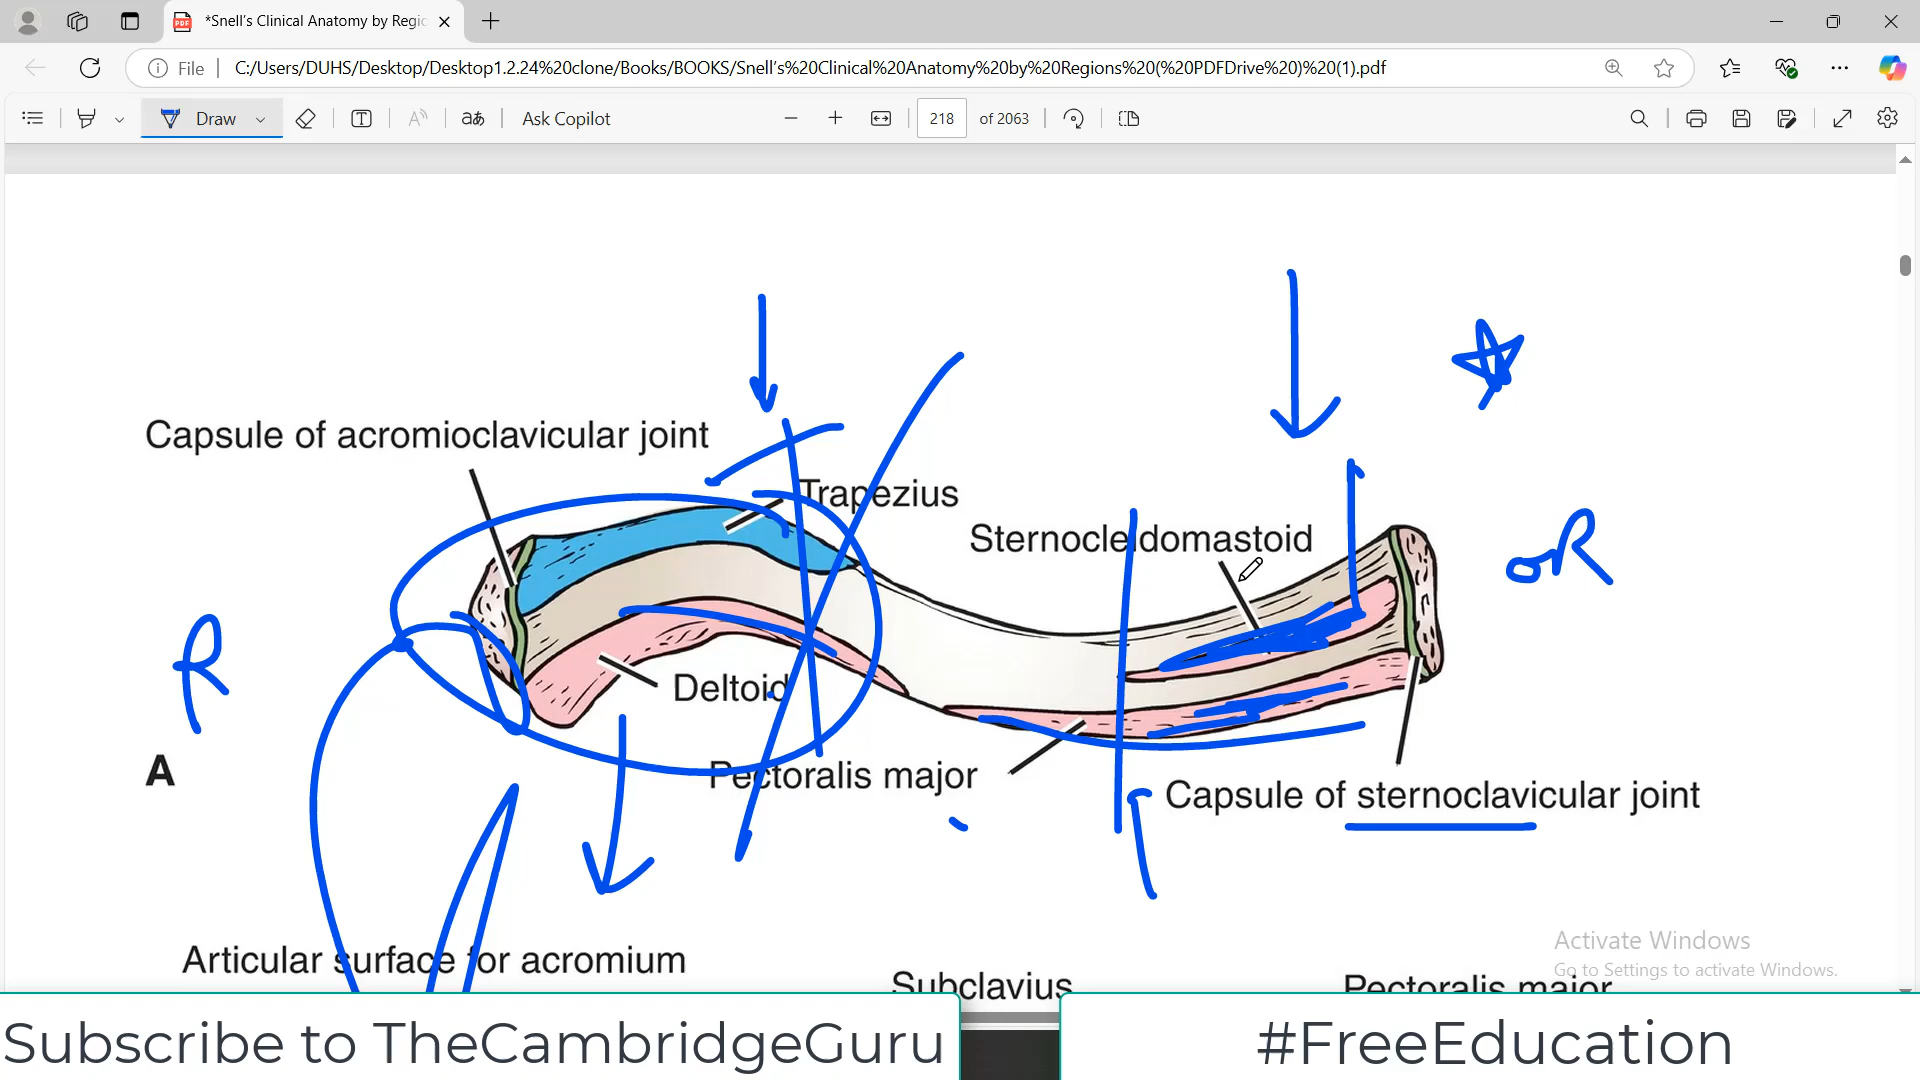 *Snell's Clinical Anatomy by Regi
File
C:/Users/DUHS/Desktop/Desktop1.2.24%20clone/Books/BOOKS/Snell's%20Clinical%20Anatomy%20by%20Regions%20(%20PDFDrive%20)%20(1).pdf
Draw
T
A
aあ
Ask Copilot
218 of 2063
Capsule of acromioclavicular joint
Trapezius
Sternocleidomastoid
OR
R
Deltoid
A
Pectoralis major
Capsule of sternoclavicular joint
Activate Windows
Go to Settings to activate Windows.
Articular surface for acromium
Subclavius
Pectoralis major
Subscribe to TheCambridgeGuru
#FreeEducation